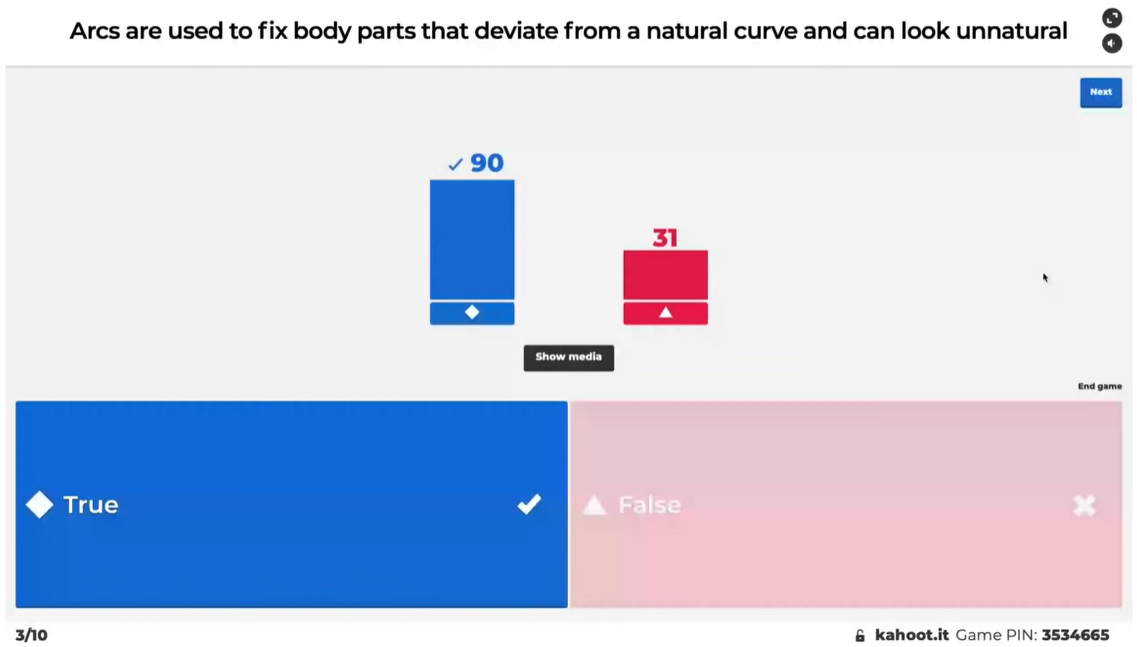 Arcs are used to fix body parts that deviate from a natural curve and can look unnatural
Next
90
31
Show media
End game
True
False
3/10
kahoot.it Game PIN: 3534665